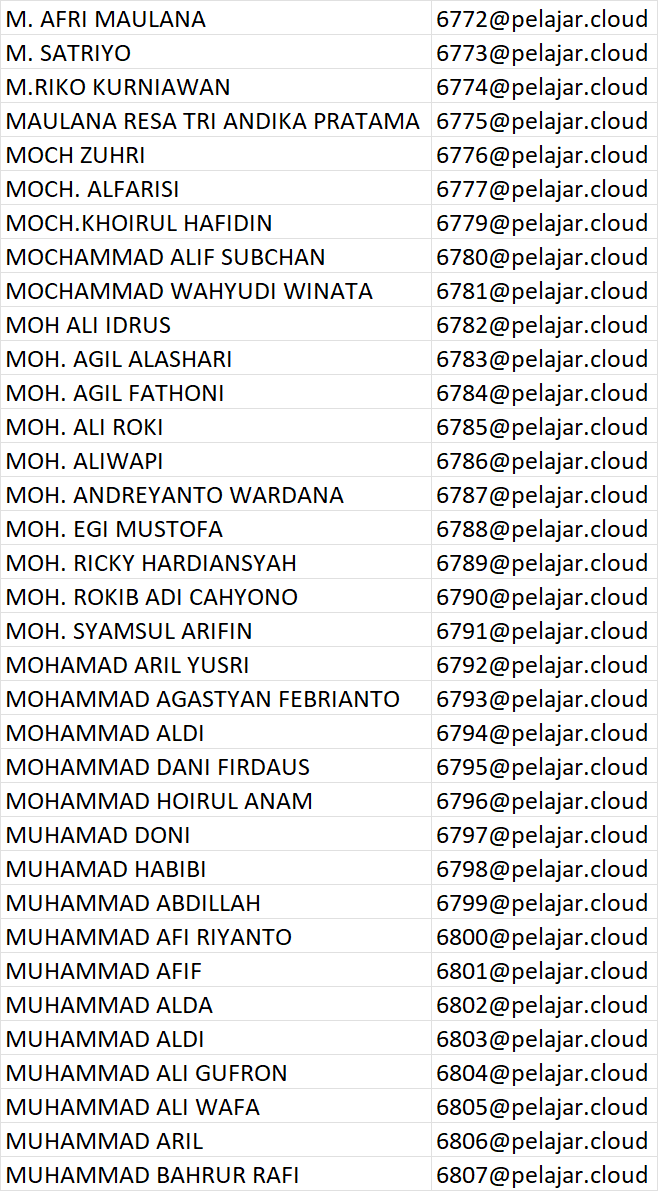 M. AFRI MAULANA 6772@pelajar.cloud
M. SATRIYO 6773@pelajar.cloud
M.RIKO KURNIAWAN 6774@pelajar.cloud
MAULANA RESA TRI ANDIKA PRATAMA 6775@pelajar.cloud
MOCH ZUHRI 6776@pelajar.cloud
MOCH. ALFARISI 6777@pelajar.cloud
MOCH.KHOIRUL HAFIDIN 6779@pelajar.cloud
MOCHAMMAD ALIF SUBCHAN 6780@pelajar.cloud
MOCHAMMAD WAHYUDI WINATA 6781@pelajar.cloud
MOH ALI IDRUS 6782@pelajar.cloud
MOH. AGIL ALASHARI 6783@pelajar.cloud
MOH. AGIL FATHONI 6784@pelajar.cloud
MOH. ALI ROKI 6785@pelajar.cloud
MOH. ALIWAPI 6786@pelajar.cloud
MOH. ANDREYANTO WARDANA 6787@pelajar.cloud
MOH. EGI MUSTOFA 6788@pelajar.cloud
MOH. RICKY HARDIANSYAH 6789@pelajar.cloud
MOH. ROKIB ADI CAHYONO 6790@pelajar.cloud
MOH. SYAMSUL ARIFIN 6791@pelajar.cloud
MOHAMAD ARIL YUSRI 6792@pelajar.cloud
MOHAMMAD AGASTYAN FEBRIANTO 6793@pelajar.cloud
MOHAMMAD ALDI 6794@pelajar.cloud
MOHAMMAD DANI FIRDAUS 6795@pelajar.cloud
MOHAMMAD HOIRUL ANAM 6796@pelajar.cloud
MUHAMAD DONI 6797@pelajar.cloud
MUHAMAD HABIBI 6798@pelajar.cloud
MUHAMMAD ABDILLAH 6799@pelajar.cloud
MUHAMMAD AFI RIYANTO 6800@pelajar.cloud
MUHAMMAD AFIF 6801@pelajar.cloud
MUHAMMAD ALDA 6802@pelajar.cloud
MUHAMMAD ALDI 6803@pelajar.cloud
MUHAMMAD ALI GUFRON 6804@pelajar.cloud
MUHAMMAD ALI WAFA 6805@pelajar.cloud
MUHAMMAD ARIL 6806@pelajar.cloud
MUHAMMAD BAHRUR RAFI 6807@pelajar.cloud